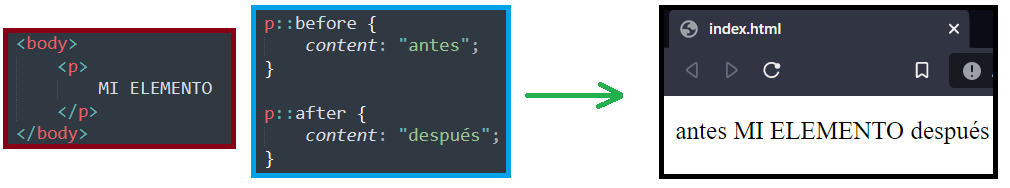 <body>
<p>
MI ELEMENTO
</p>
</body>
p::before {
content: "antes";
}
p::after {
content: "después";
}
index.html
antes MI ELEMENTO después